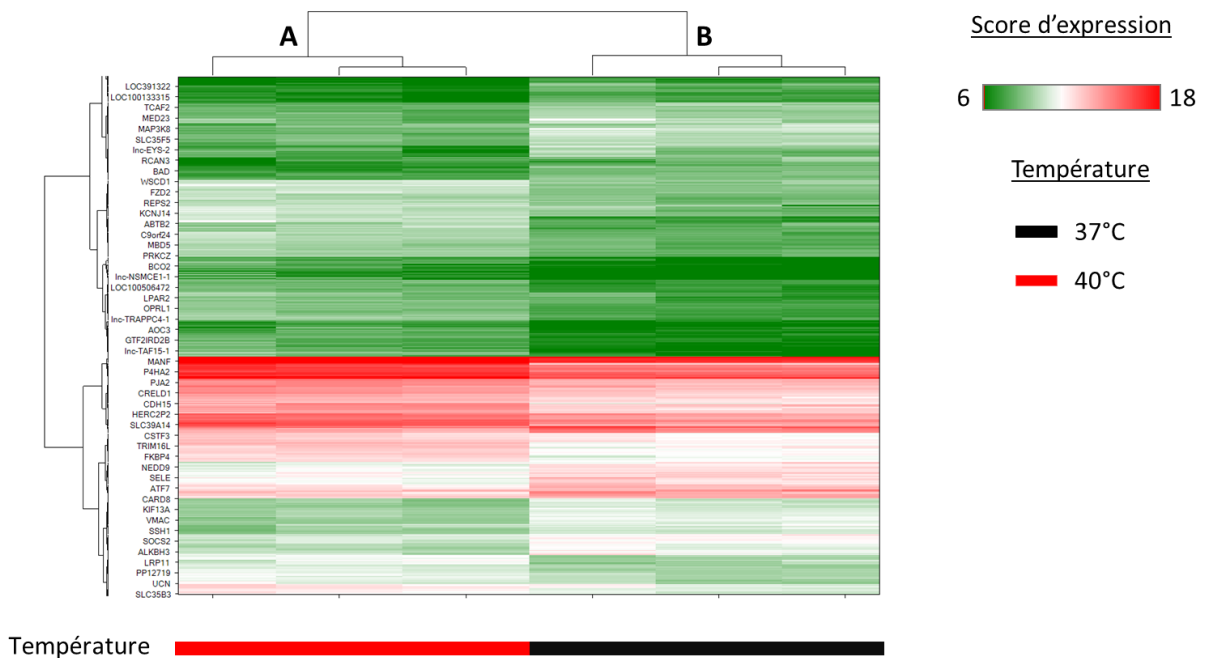 A
B
Score d'expression
6
18
Température
37°C
40°C
LOC391322
LOC100133315
TCAF2
MED23
MAP3K8
SLC35F5
lnc-EYS-2
RCAN3
BAD
WSCD1
FZD2
REPS2
KCNJ14
ABTB2
C9orf24
MBD5
PRKCZ
BCO2
lnc-NSMCE1-1
LOC100506472
LPAR2
OPRL1
lnc-TRAPPC4-1
AOC3
GTF2IRD2B
lnc-TAF15-1
MANF
P4HA2
PJA2
CRELD1
CDH15
HERC2P2
SLC39A14
CSTF3
TRIM16L
FKBP4
NEDD9
SELE
ATF7
CARD8
KIF13A
VMAC
SSH1
SOCS2
ALKBH3
LRP11
PP12719
UCN
SLC35B3
Température